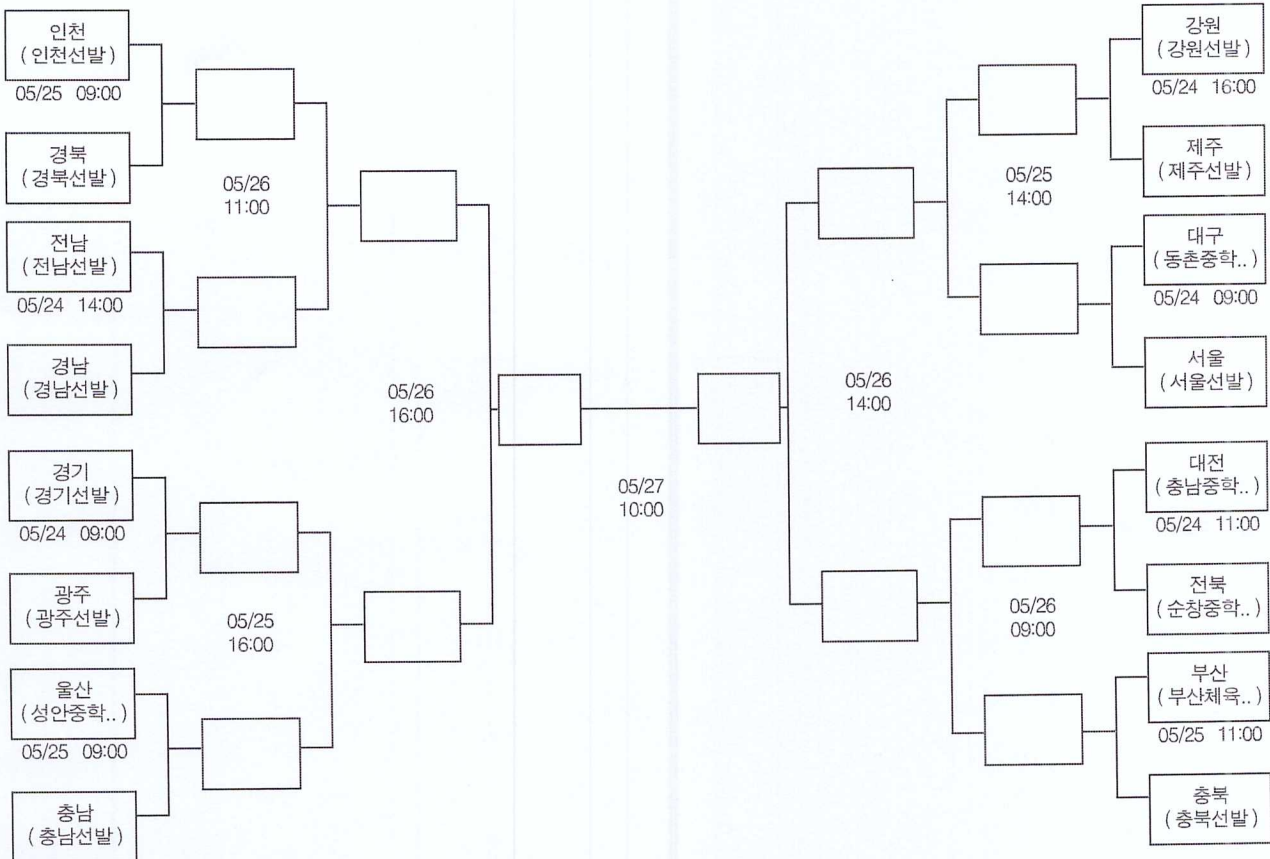 인천
(인천선발)
05/25 09:00
경북
(경북선발)
05/26
11:00
전남
(전남선발)
05/24 14:00
경남
(경남선발)
05/26
16:00
경기
(경기선발)
05/24 09:00
광주
(광주선발)
05/25
16:00
울산
(성안중학..)
05/25 09:00
충남
(충남선발)
05/27
10:00
강원
(강원선발)
05/24 16:00
제주
(제주선발)
05/25
14:00
대구
(동촌중학..)
05/24 09:00
서울
(서울선발)
05/26
14:00
대전
(충남중학..)
05/24 11:00
전북
(순창중학..)
05/26
09:00
부산
(부산체육..)
05/25 11:00
충북
(충북선발)